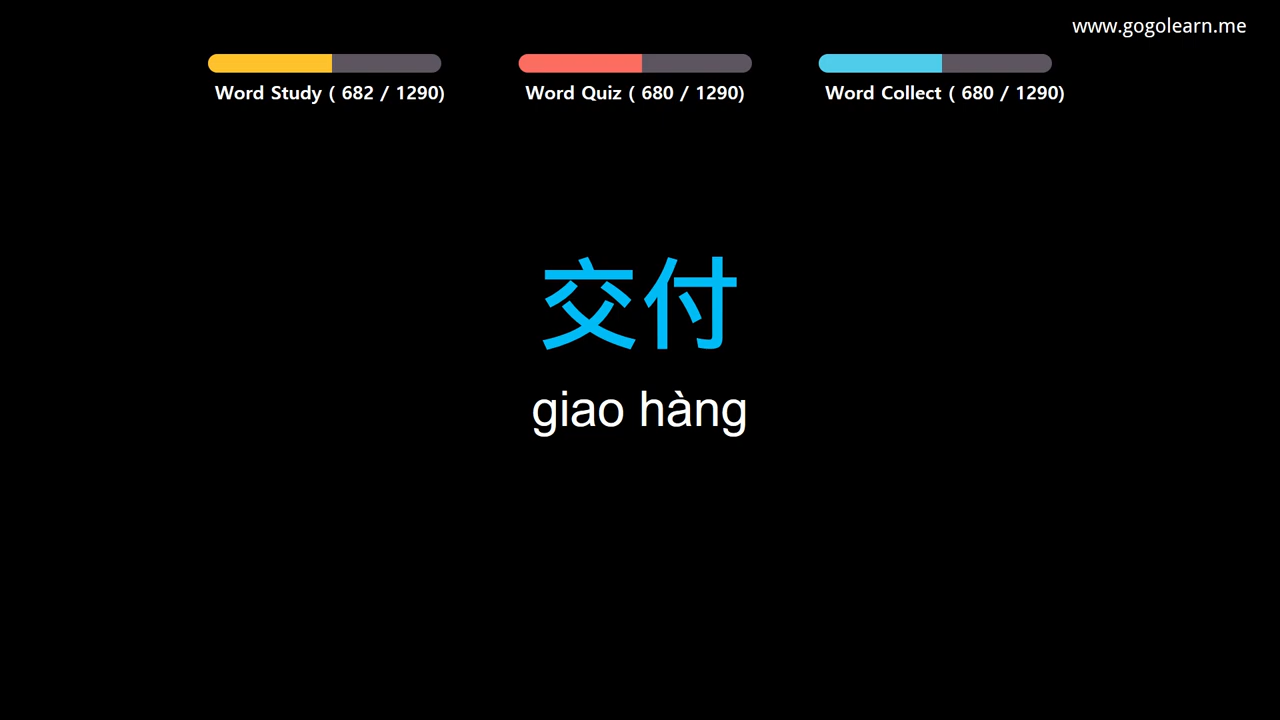 www.gogolearn.me
Word Study ( 682 / 1290)
Word Quiz ( 680 / 1290)
Word Collect ( 680 / 1290)
交付
giao hàng